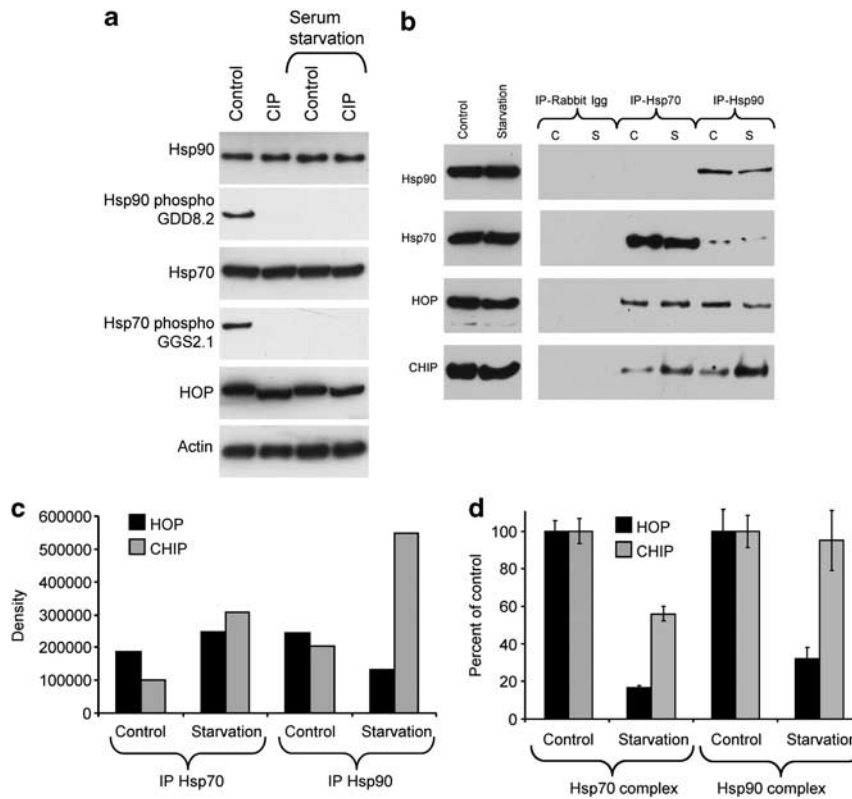 a
Serum
starvation
Control
CIP
Control
CIP
Hsp90
Hsp90 phospho
GDD8.2
Hsp70
Hsp70 phospho
GGS2.1
HOP
Actin
b
Control
Starvation
IP-Rabbit Igg
IP-Hsp70
IP-Hsp90
C S C S C S
Hsp90
Hsp70
HOP
CHIP
c
Density
600000
500000
400000
300000
200000
100000
0
HOP
CHIP
Control Starvation Control Starvation
IP Hsp70 IP Hsp90
d
Percent of control
100
80
60
40
20
0
HOP
CHIP
Control Starvation Control Starvation
Hsp70 complex Hsp90 complex